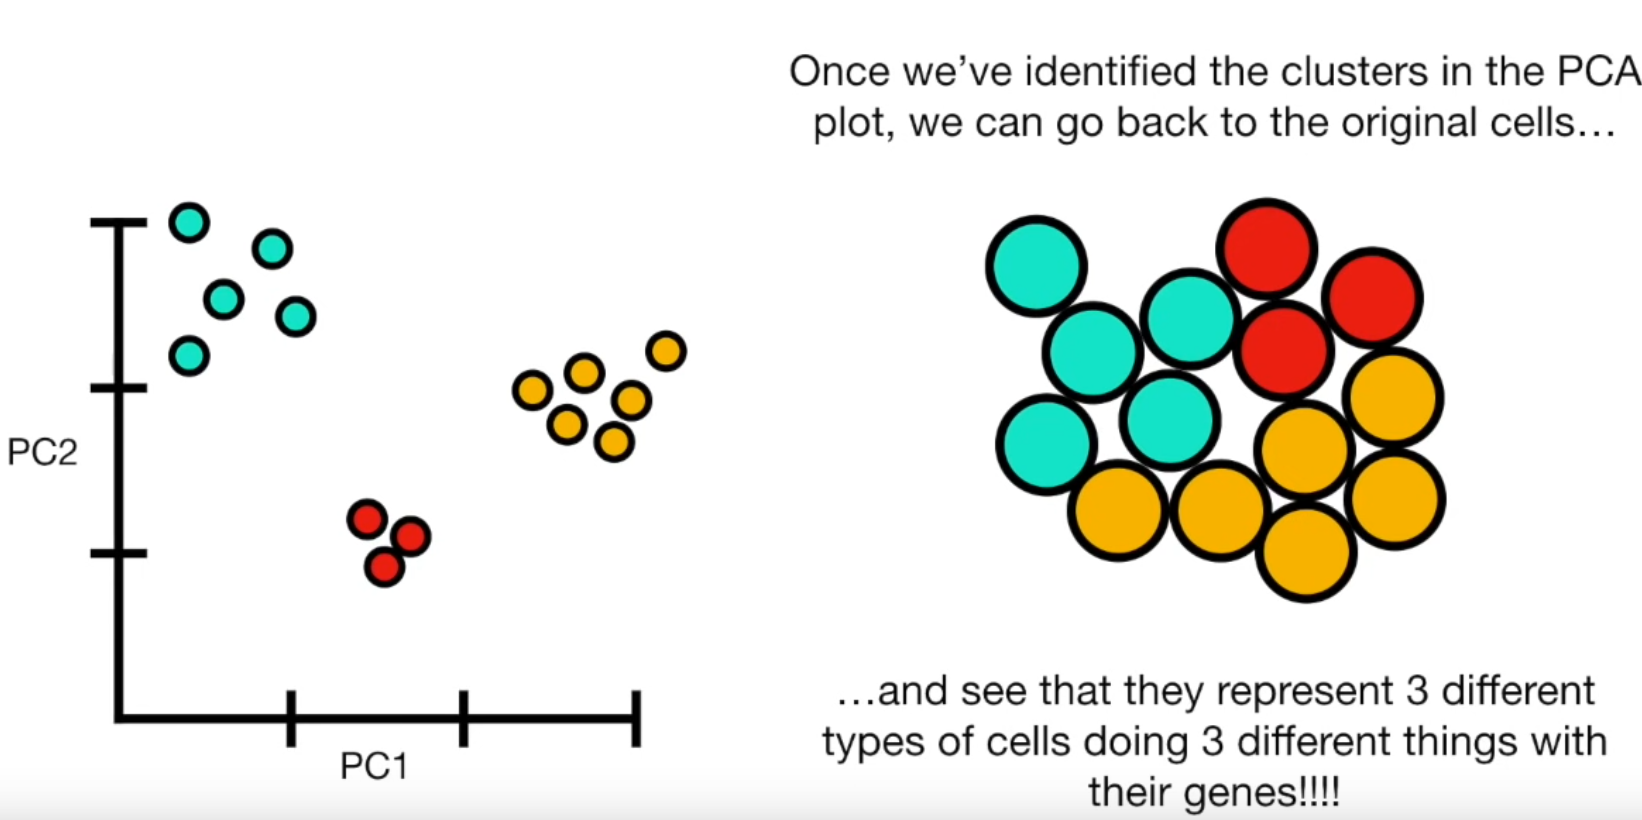 Once we’ve identified the clusters in the PCA
plot, we can go back to the original cells…
PC2
PC1
…and see that they represent 3 different
types of cells doing 3 different things with
their genes!!!!